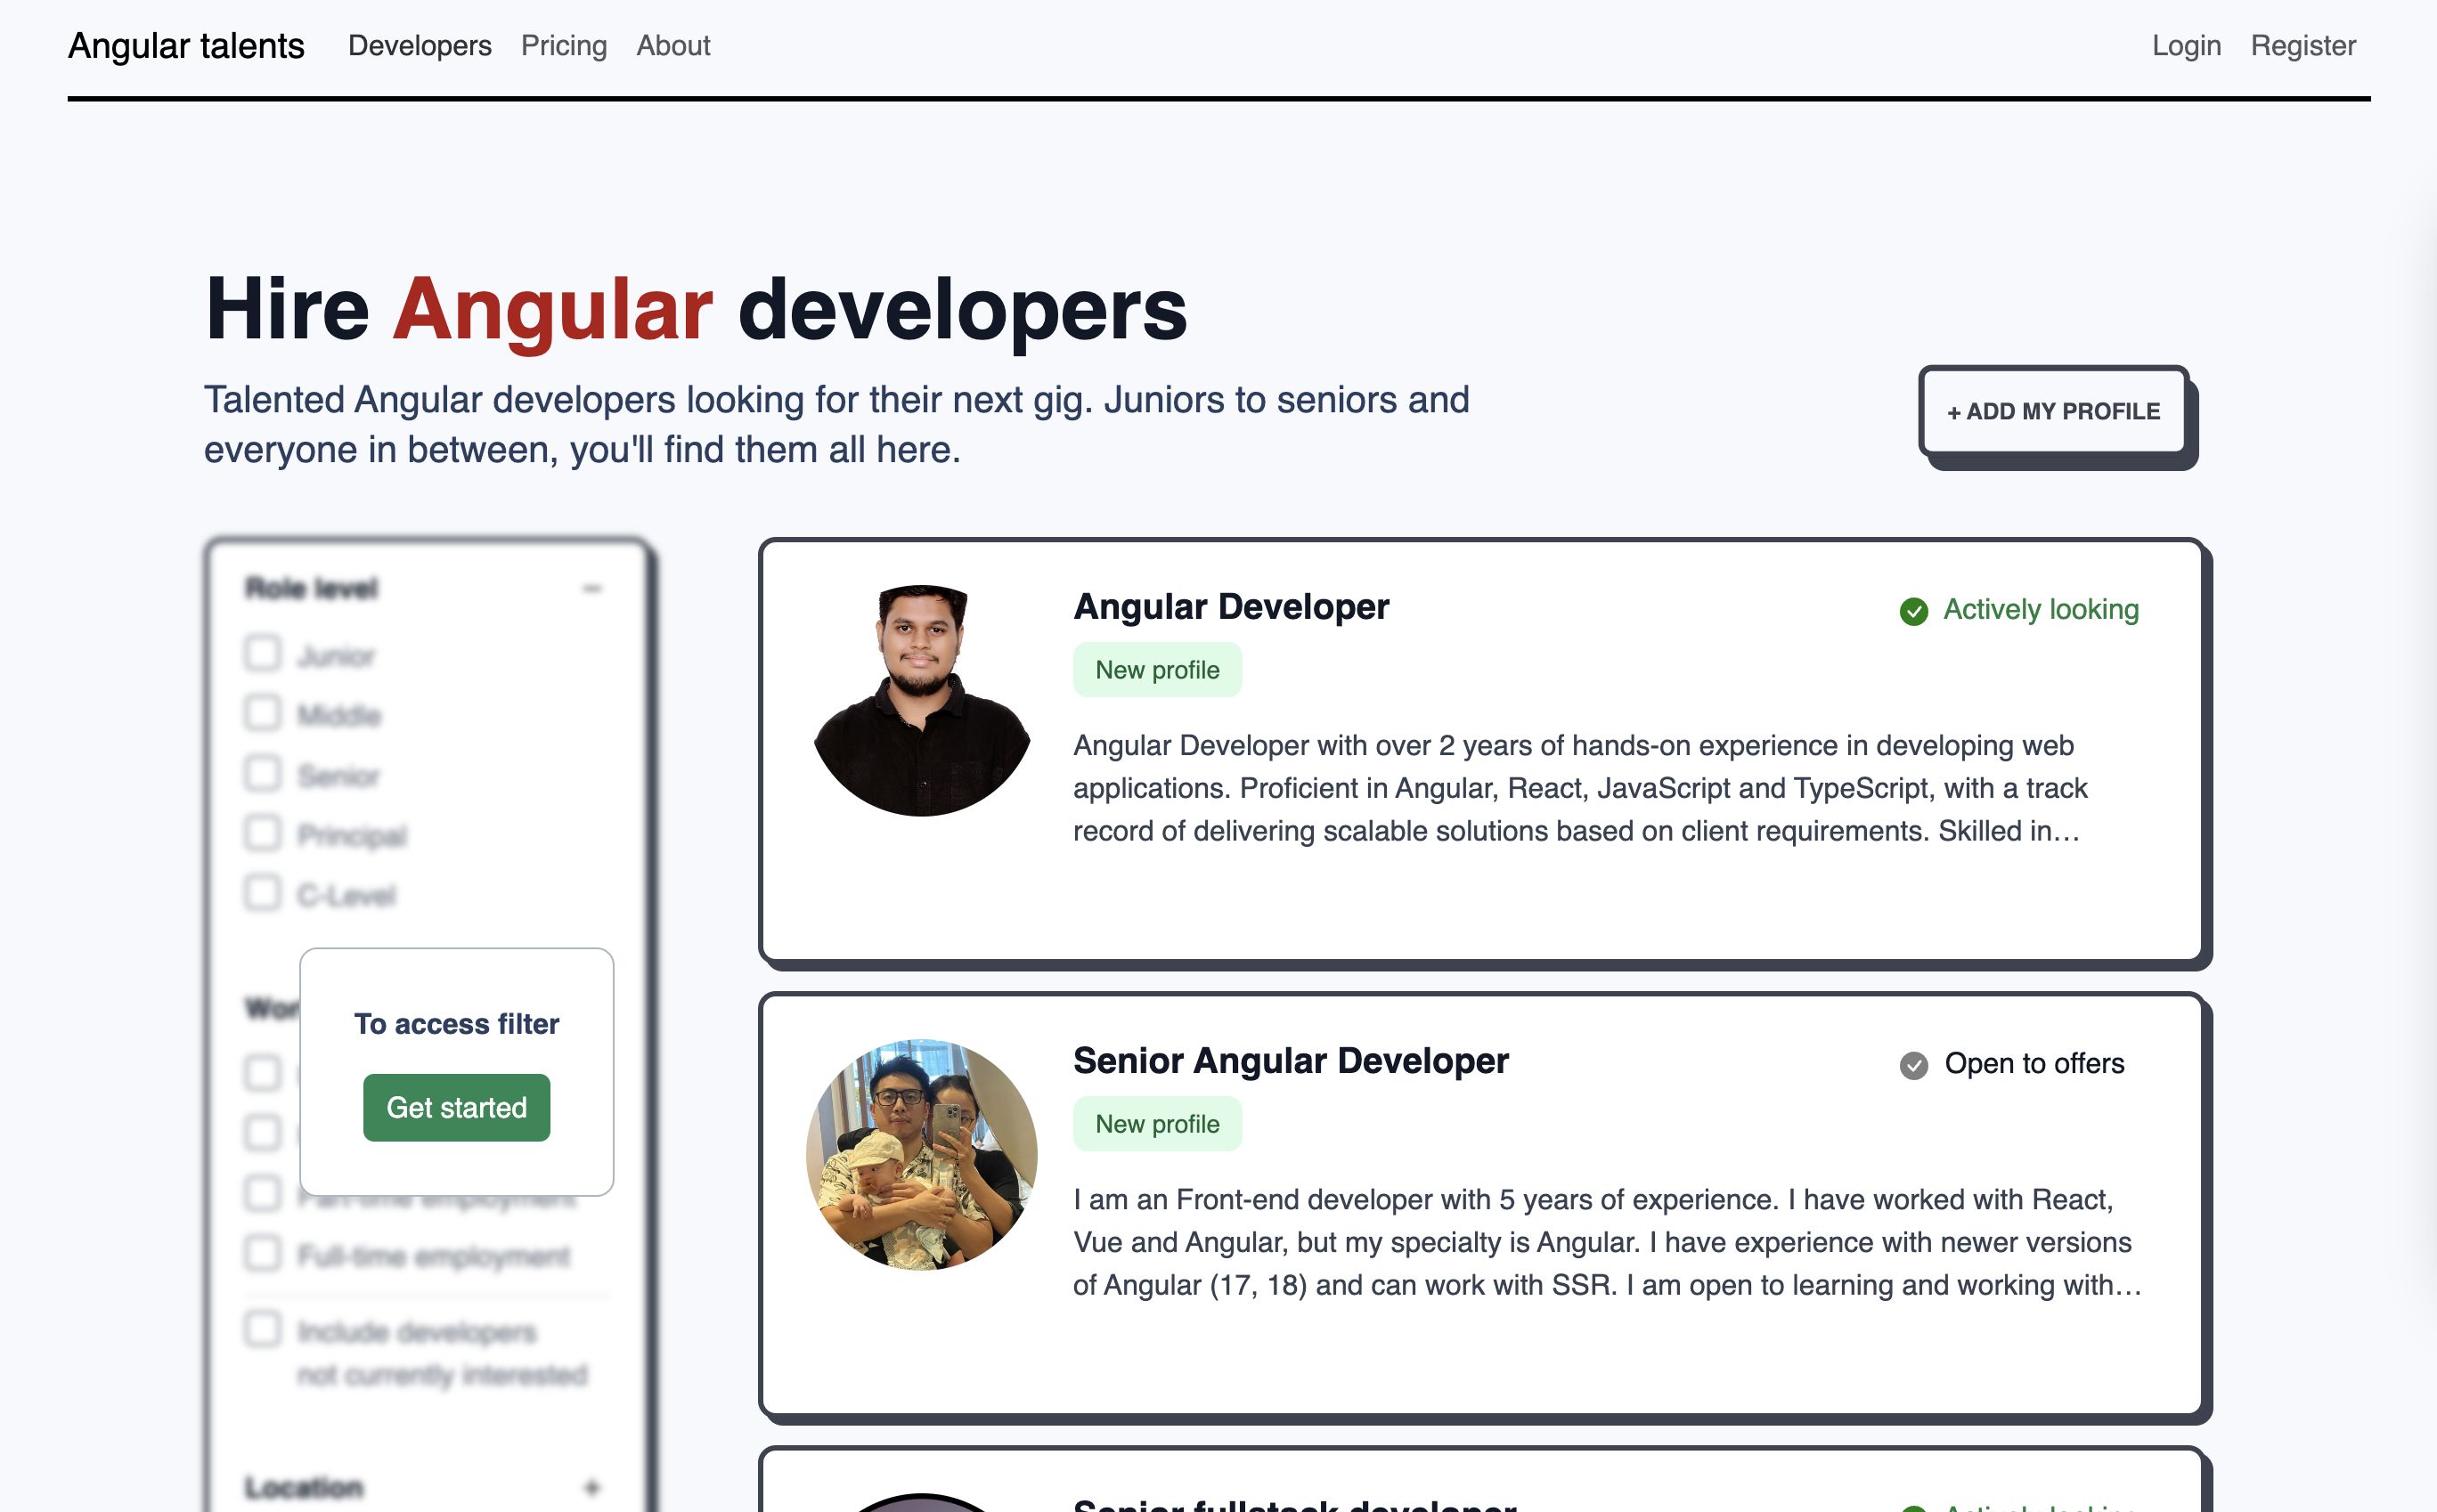 Angular talents
Developers
Pricing
About
Login
Register
Hire Angular developers
Talented Angular developers looking for their next gig. Juniors to seniors and
everyone in between, you'll find them all here.
+ ADD MY PROFILE
Role level
Junior
Middle
Senior
Principal
C-Level
To access filter
Get started
Part-time employment
Full-time employment
Include developers
not currently interested
Location
Angular Developer
Actively looking
New profile
Angular Developer with over 2 years of hands-on experience in developing web
applications. Proficient in Angular, React, JavaScript and TypeScript, with a track
record of delivering scalable solutions based on client requirements. Skilled in…
Senior Angular Developer
Open to offers
New profile
I am an Front-end developer with 5 years of experience. I have worked with React,
Vue and Angular, but my specialty is Angular. I have experience with newer versions
of Angular (17, 18) and can work with SSR. I am open to learning and working with…
Senior fullstack developer
Actively looking